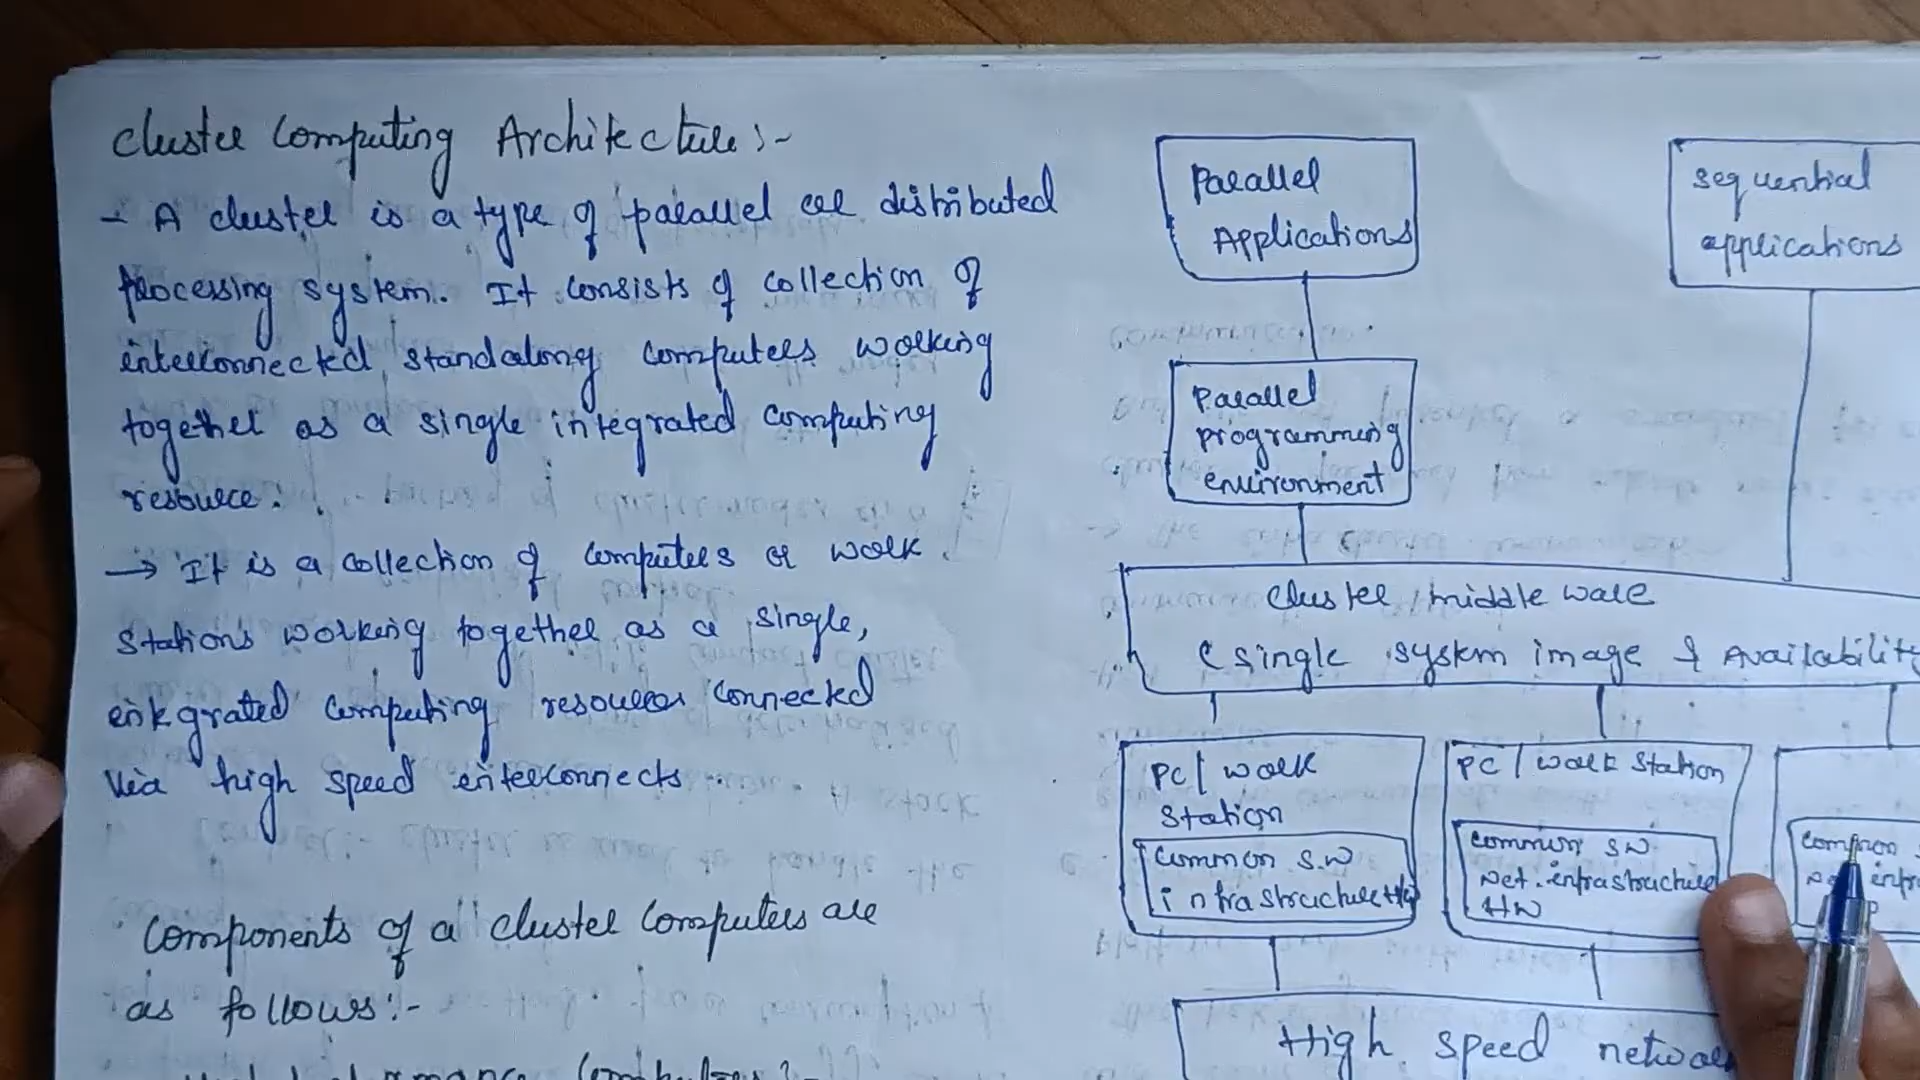 Cluster Computing Architecture :-
- A cluster is a type of parallel or distributed
processing system. It consists of collection of
interconnected standalong computers working
together as a single integrated computing
resource.
→ It is a collection of computers or work
stations working together as a single,
integrated computing resources connected
via high speed interconnects
Components of a cluster computers are
as follows :-
parallel
Applications
sequential
applications
parallel
programming
environment
cluster middle ware
(single system image & Availability
PC/ work
station
common S.W
infrastructure
PC / work station
common SW
net.infrastructure
HW
common
High speed